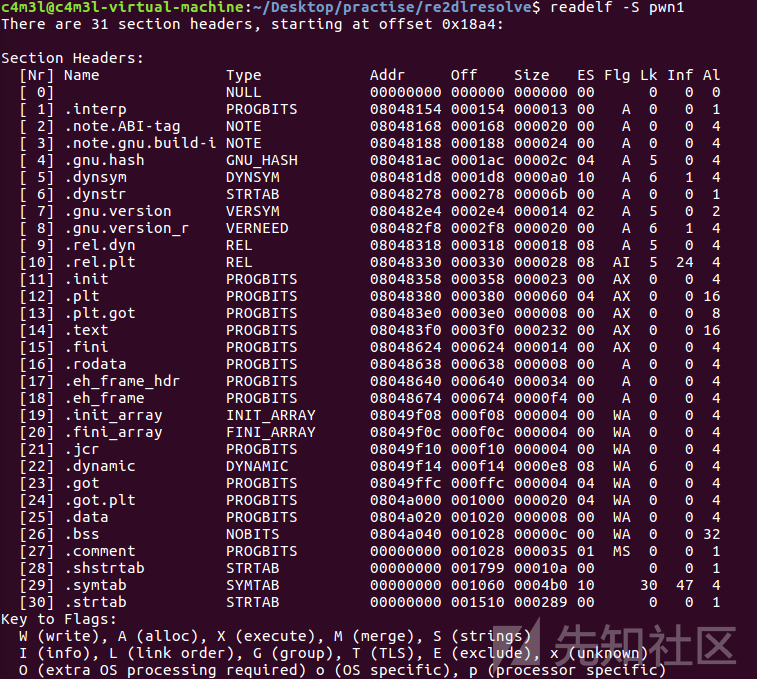 c4m3l@c4m3l-virtual-machine:~/Desktop/practise/re2dlresolve$ readelf -S pwn1
There are 31 section headers, starting at offset 0x18a4:

Section Headers:
  [Nr] Name              Type            Addr     Off    Size   ES Flg Lk Inf Al
  [ 0]                   NULL            00000000 000000 000000 00      0   0  0
  [ 1] .interp           PROGBITS        08048154 000154 000013 00   A  0   0  1
  [ 2] .note.ABI-tag     NOTE            08048168 000168 000020 00   A  0   0  4
  [ 3] .note.gnu.build-i NOTE            08048188 000188 000024 00   A  0   0  4
  [ 4] .gnu.hash         GNU_HASH        080481ac 0001ac 00002c 04   A  5   0  4
  [ 5] .dynsym           DYNSYM          080481d8 0001d8 0000a0 10   A  6   1  4
  [ 6] .dynstr           STRTAB          08048278 000278 00006b 00   A  0   0  1
  [ 7] .gnu.version      VERSYM          080482e4 0002e4 000014 02   A  5   0  2
  [ 8] .gnu.version_r    VERNEED         080482f8 0002f8 000020 00   A  6   1  4
  [ 9] .rel.dyn          REL             08048318 000318 000018 08   A  5   0  4
  [10] .rel.plt          REL             08048330 000330 000028 08  AI  5  24  4
  [11] .init             PROGBITS        08048358 000358 000023 00  AX  0   0  4
  [12] .plt              PROGBITS        08048380 000380 000060 04  AX  0   0 16
  [13] .plt.got          PROGBITS        080483e0 0003e0 000008 00  AX  0   0  8
  [14] .text             PROGBITS        080483f0 0003f0 000232 00  AX  0   0 16
  [15] .fini             PROGBITS        08048624 000624 000014 00  AX  0   0  4
  [16] .rodata           PROGBITS        08048638 000638 000008 00   A  0   0  4
  [17] .eh_frame_hdr     PROGBITS        08048640 000640 000034 00   A  0   0  4
  [18] .eh_frame         PROGBITS        08048674 000674 0000f4 00   A  0   0  4
  [19] .init_array       INIT_ARRAY      08049f08 000f08 000004 00  WA  0   0  4
  [20] .fini_array       FINI_ARRAY      08049f0c 000f0c 000004 00  WA  0   0  4
  [21] .jcr              PROGBITS        08049f10 000f10 000004 00  WA  0   0  4
  [22] .dynamic          DYNAMIC         08049f14 000f14 0000e8 08  WA  6   0  4
  [23] .got              PROGBITS        08049ffc 000ffc 000004 04  WA  0   0  4
  [24] .got.plt          PROGBITS        0804a000 001000 000020 04  WA  0   0  4
  [25] .data             PROGBITS        0804a020 001020 000008 00  WA  0   0  4
  [26] .bss              NOBITS          0804a040 001028 00000c 00  WA  0   0 32
  [27] .comment          PROGBITS        00000000 001028 000035 01  MS  0   0  1
  [28] .shstrtab         STRTAB          00000000 001799 00010a 00      0   0  1
  [29] .symtab           SYMTAB          00000000 001060 0004b0 10     30  47  4
  [30] .strtab           STRTAB          00000000 001510 000289 00      0   0  1
Key to Flags:
  W (write), A (alloc), X (execute), M (merge), S (strings)
  I (info), L (link order), G (group), T (TLS), E (exclude), x (unknown)
  O (extra OS processing required) o (OS specific), p (processor specific)
先知社区